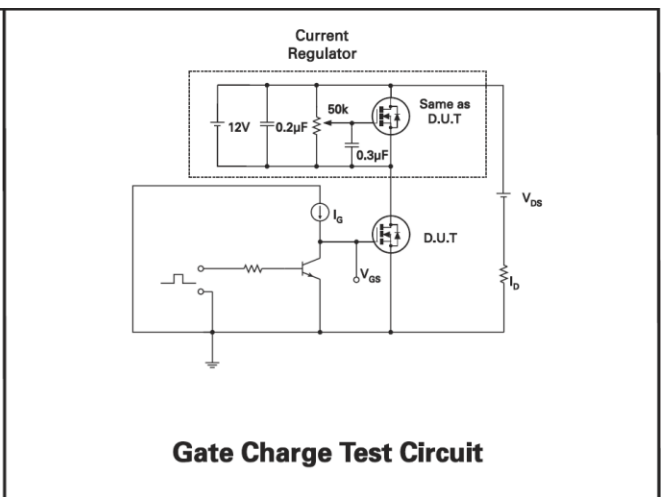 Current
Regulator
12V
0.2µF
50k
0.3µF
Same as
D.U.T
I_G
V_GS
D.U.T
V_DS
I_D
Gate Charge Test Circuit